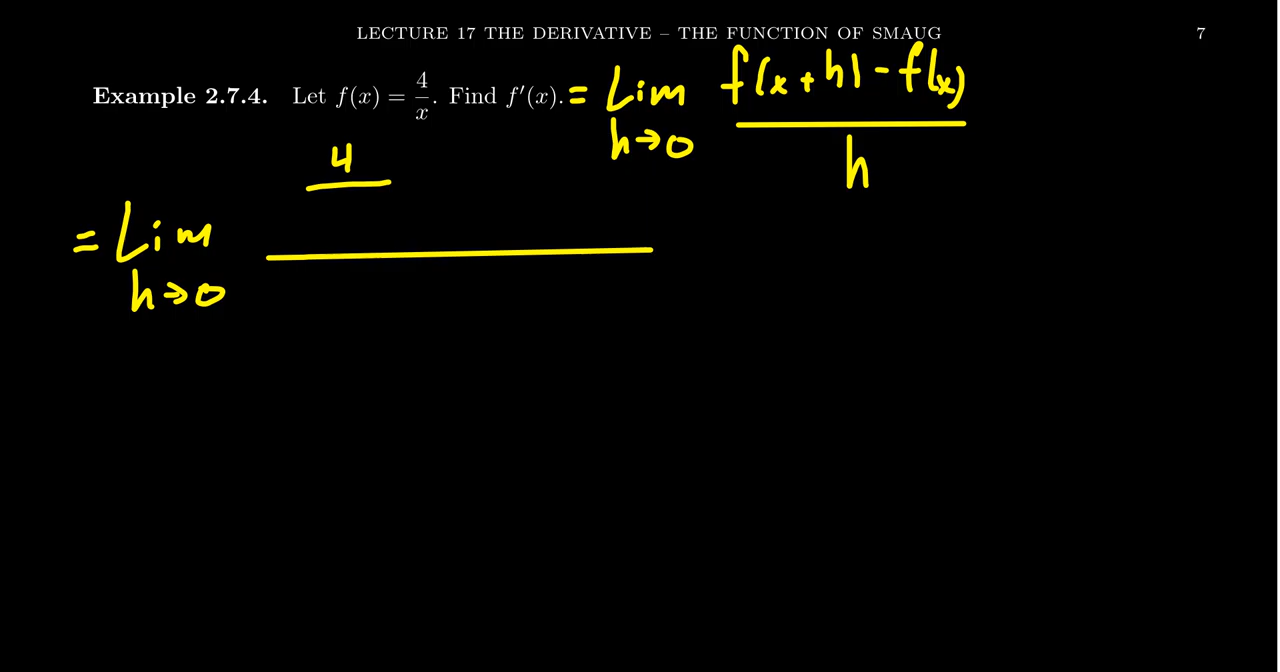 LECTURE 17 THE DERIVATIVE – THE FUNCTION OF SMAUG 7
Example 2.7.4. Let f(x) = 4/x. Find f′(x). = Lim h→0 f(x+h) - f(x) / h
= Lim h→0 4